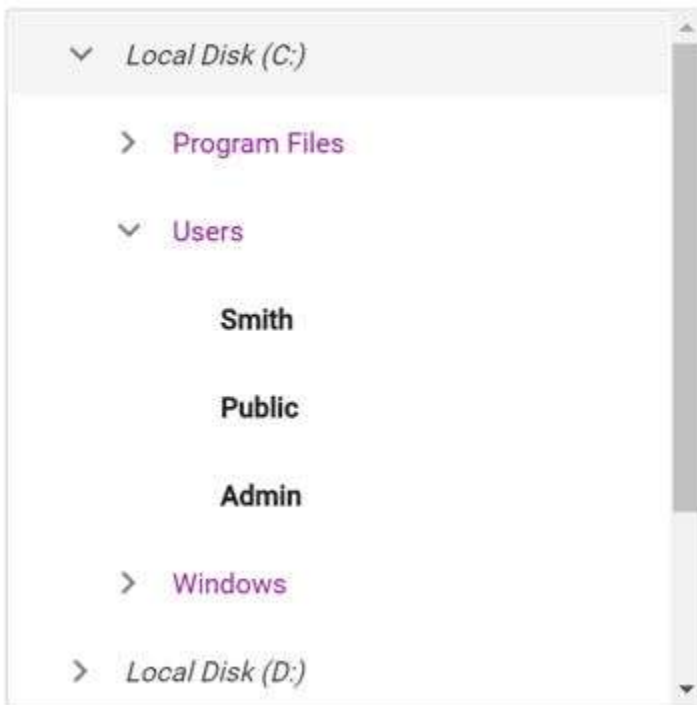 Local Disk (C:)
Program Files
Users
Smith
Public
Admin
Windows
Local Disk (D:)